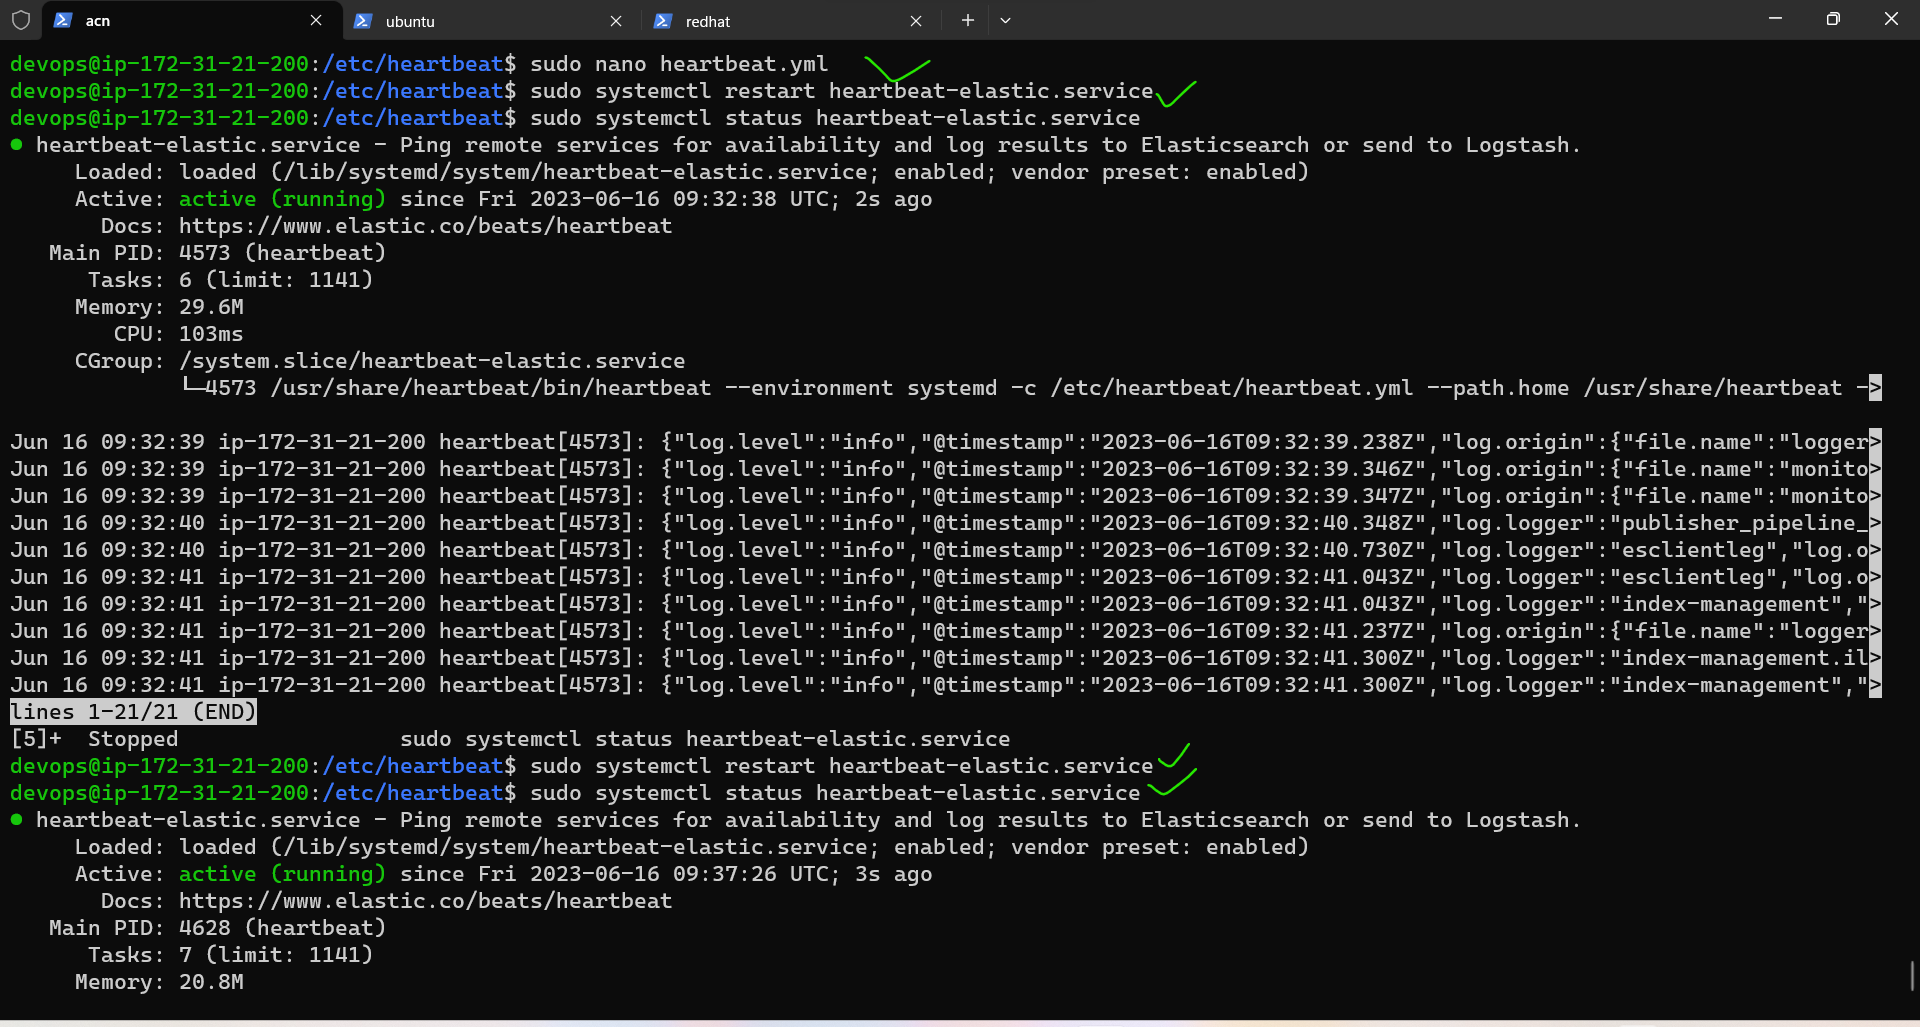 acn
ubuntu
redhat
devops@ip-172-31-21-200:/etc/heartbeat$ sudo nano heartbeat.yml
devops@ip-172-31-21-200:/etc/heartbeat$ sudo systemctl restart heartbeat-elastic.service
devops@ip-172-31-21-200:/etc/heartbeat$ sudo systemctl status heartbeat-elastic.service
● heartbeat-elastic.service - Ping remote services for availability and log results to Elasticsearch or send to Logstash.
Loaded: loaded (/lib/systemd/system/heartbeat-elastic.service; enabled; vendor preset: enabled)
Active: active (running) since Fri 2023-06-16 09:32:38 UTC; 2s ago
Docs: https://www.elastic.co/beats/heartbeat
Main PID: 4573 (heartbeat)
Tasks: 6 (limit: 1141)
Memory: 29.6M
CPU: 103ms
CGroup: /system.slice/heartbeat-elastic.service
└─4573 /usr/share/heartbeat/bin/heartbeat --environment systemd -c /etc/heartbeat/heartbeat.yml --path.home /usr/share/heartbeat ->
Jun 16 09:32:39 ip-172-31-21-200 heartbeat[4573]: {"log.level":"info","@timestamp":"2023-06-16T09:32:39.238Z","log.origin":{"file.name":"logger>
Jun 16 09:32:39 ip-172-31-21-200 heartbeat[4573]: {"log.level":"info","@timestamp":"2023-06-16T09:32:39.346Z","log.origin":{"file.name":"monito>
Jun 16 09:32:39 ip-172-31-21-200 heartbeat[4573]: {"log.level":"info","@timestamp":"2023-06-16T09:32:39.347Z","log.origin":{"file.name":"monito>
Jun 16 09:32:40 ip-172-31-21-200 heartbeat[4573]: {"log.level":"info","@timestamp":"2023-06-16T09:32:40.348Z","log.logger":"publisher_pipeline_>
Jun 16 09:32:40 ip-172-31-21-200 heartbeat[4573]: {"log.level":"info","@timestamp":"2023-06-16T09:32:40.730Z","log.logger":"esclientleg","log.o>
Jun 16 09:32:41 ip-172-31-21-200 heartbeat[4573]: {"log.level":"info","@timestamp":"2023-06-16T09:32:41.043Z","log.logger":"esclientleg","log.o>
Jun 16 09:32:41 ip-172-31-21-200 heartbeat[4573]: {"log.level":"info","@timestamp":"2023-06-16T09:32:41.043Z","log.logger":"index-management",">
Jun 16 09:32:41 ip-172-31-21-200 heartbeat[4573]: {"log.level":"info","@timestamp":"2023-06-16T09:32:41.237Z","log.origin":{"file.name":"logger>
Jun 16 09:32:41 ip-172-31-21-200 heartbeat[4573]: {"log.level":"info","@timestamp":"2023-06-16T09:32:41.300Z","log.logger":"index-management.il>
Jun 16 09:32:41 ip-172-31-21-200 heartbeat[4573]: {"log.level":"info","@timestamp":"2023-06-16T09:32:41.300Z","log.logger":"index-management",">
lines 1-21/21 (END)
[5]+  Stopped                 sudo systemctl status heartbeat-elastic.service
devops@ip-172-31-21-200:/etc/heartbeat$ sudo systemctl restart heartbeat-elastic.service
devops@ip-172-31-21-200:/etc/heartbeat$ sudo systemctl status heartbeat-elastic.service
● heartbeat-elastic.service - Ping remote services for availability and log results to Elasticsearch or send to Logstash.
Loaded: loaded (/lib/systemd/system/heartbeat-elastic.service; enabled; vendor preset: enabled)
Active: active (running) since Fri 2023-06-16 09:37:26 UTC; 3s ago
Docs: https://www.elastic.co/beats/heartbeat
Main PID: 4628 (heartbeat)
Tasks: 7 (limit: 1141)
Memory: 20.8M